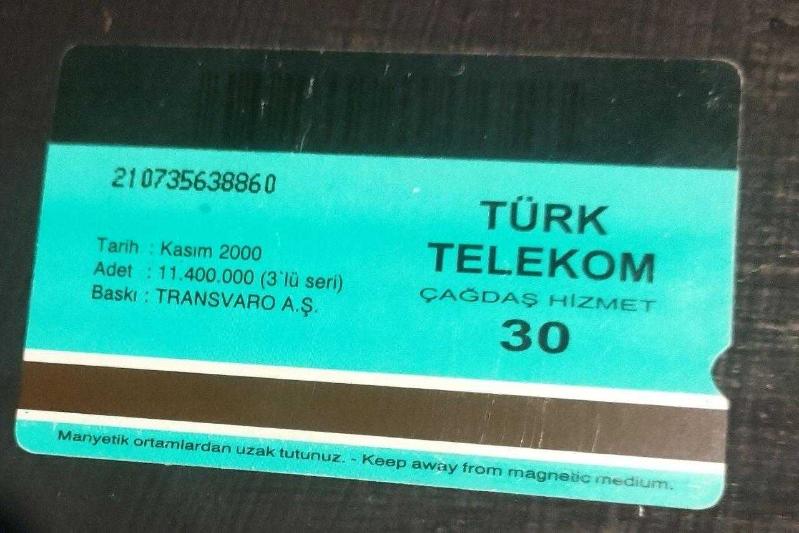 210735638860
Tarih : Kasım 2000
Adet : 11.400.000 (3`lü seri)
Baskı : TRANSVARO A.Ş.
TÜRK
TELEKOM
ÇAĞDAŞ HİZMET
30
Manyetik ortamlardan uzak tutunuz. - Keep away from magnetic medium.